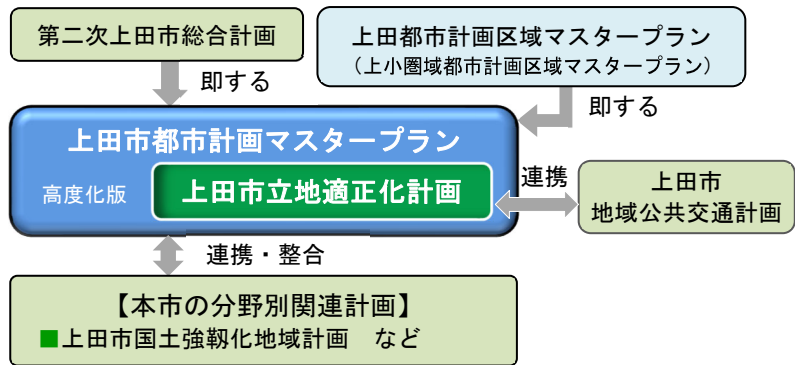 第二次上田市総合計画
上田都市計画区域マスタープラン
（上小圏域都市計画区域マスタープラン）
即する
即する
上田市都市計画マスタープラン
高度化版
上田市立地適正化計画
連携
上田市
地域公共交通計画
連携・整合
【本市の分野別関連計画】
■上田市国土強靱化地域計画　など